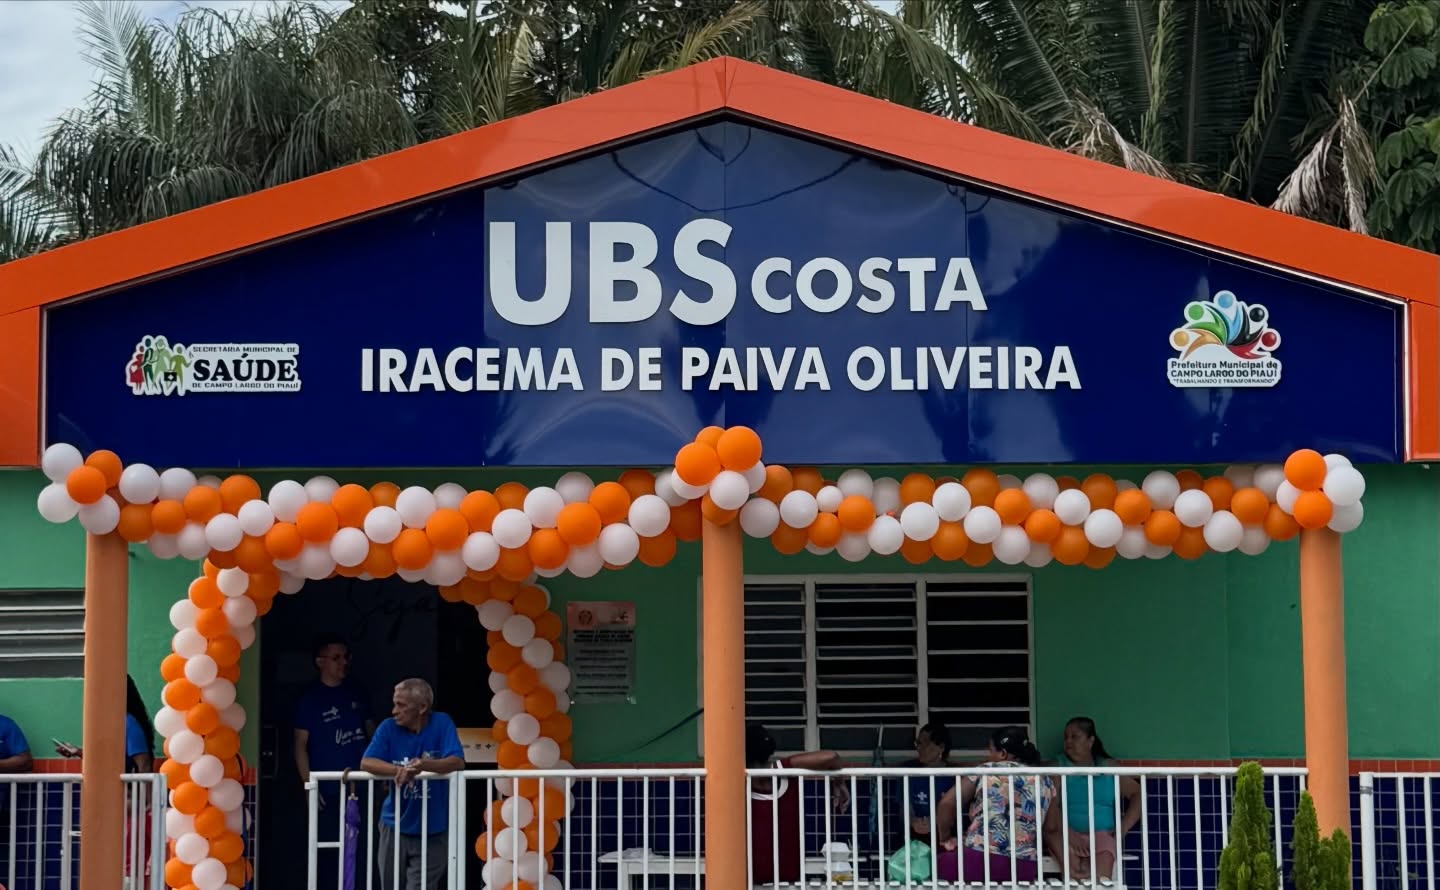 UBS COSTA
IRACEMA DE PAIVA OLIVEIRA
SECRETARIA MUNICIPAL DE
SAÚDE
DE CAMPO LARGO DO PIAUÍ
Prefeitura Municipal de
CAMPO LARGO DO PIAUÍ
"TRABALHANDO E TRANSFORMANDO"
Seja